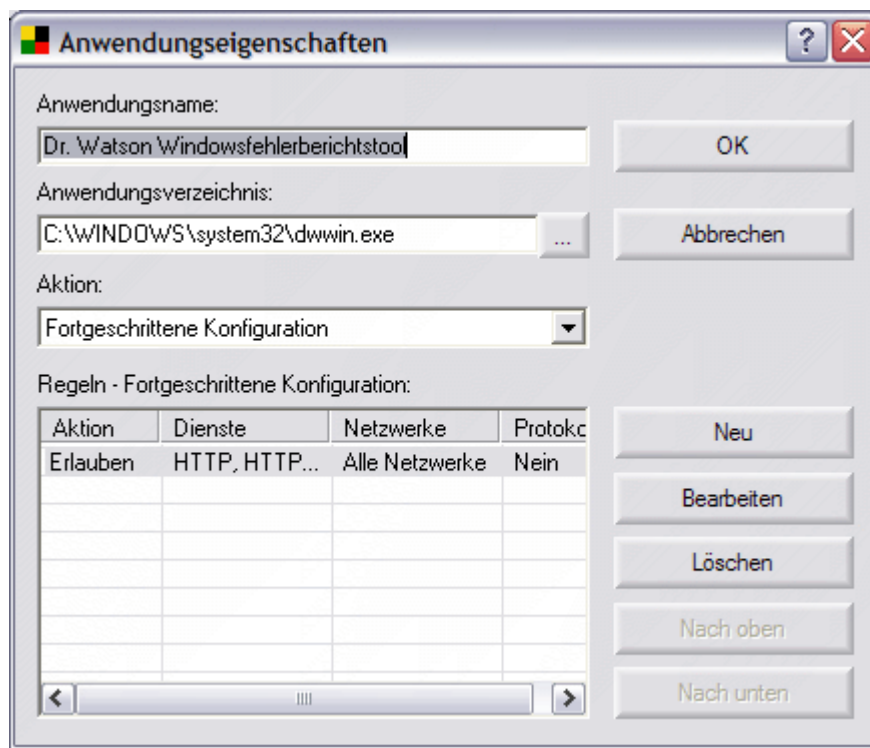 Anwendungseigenschaften
Anwendungsname:
Dr. Watson Windowsfehlerberichtstool
OK
Anwendungsverzeichnis:
C:\WINDOWS\system32\dwwin.exe
...
Abbrechen
Aktion:
Fortgeschrittene Konfiguration
Regeln - Fortgeschrittene Konfiguration:
Aktion Dienste Netzwerke Protokc
Erlauben HTTP, HTTP... Alle Netzwerke Nein
Neu
Bearbeiten
Löschen
Nach oben
Nach unten